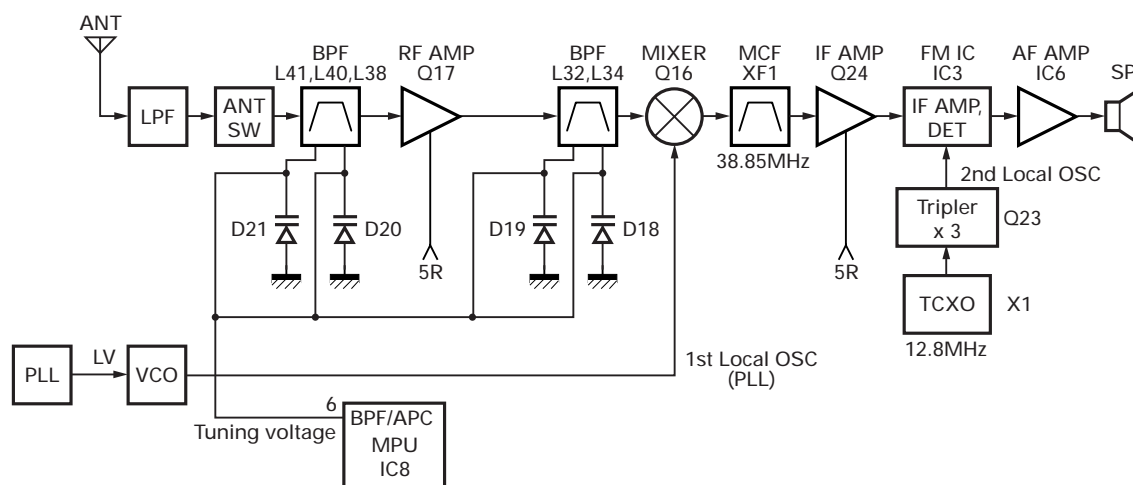 ANT
LPF
ANT
SW
BPF
L41,L40,L38
RF AMP
Q17
BPF
L32,L34
MIXER
Q16
MCF
XF1
38.85MHz
IF AMP
Q24
FM IC
IC3
IF AMP,
DET
AF AMP
IC6
SP
2nd Local OSC
Tripler
x 3
Q23
TCXO
X1
12.8MHz
D21
D20
5R
D19
D18
5R
PLL
LV
VCO
1st Local OSC
(PLL)
6
Tuning voltage
BPF/APC
MPU
IC8